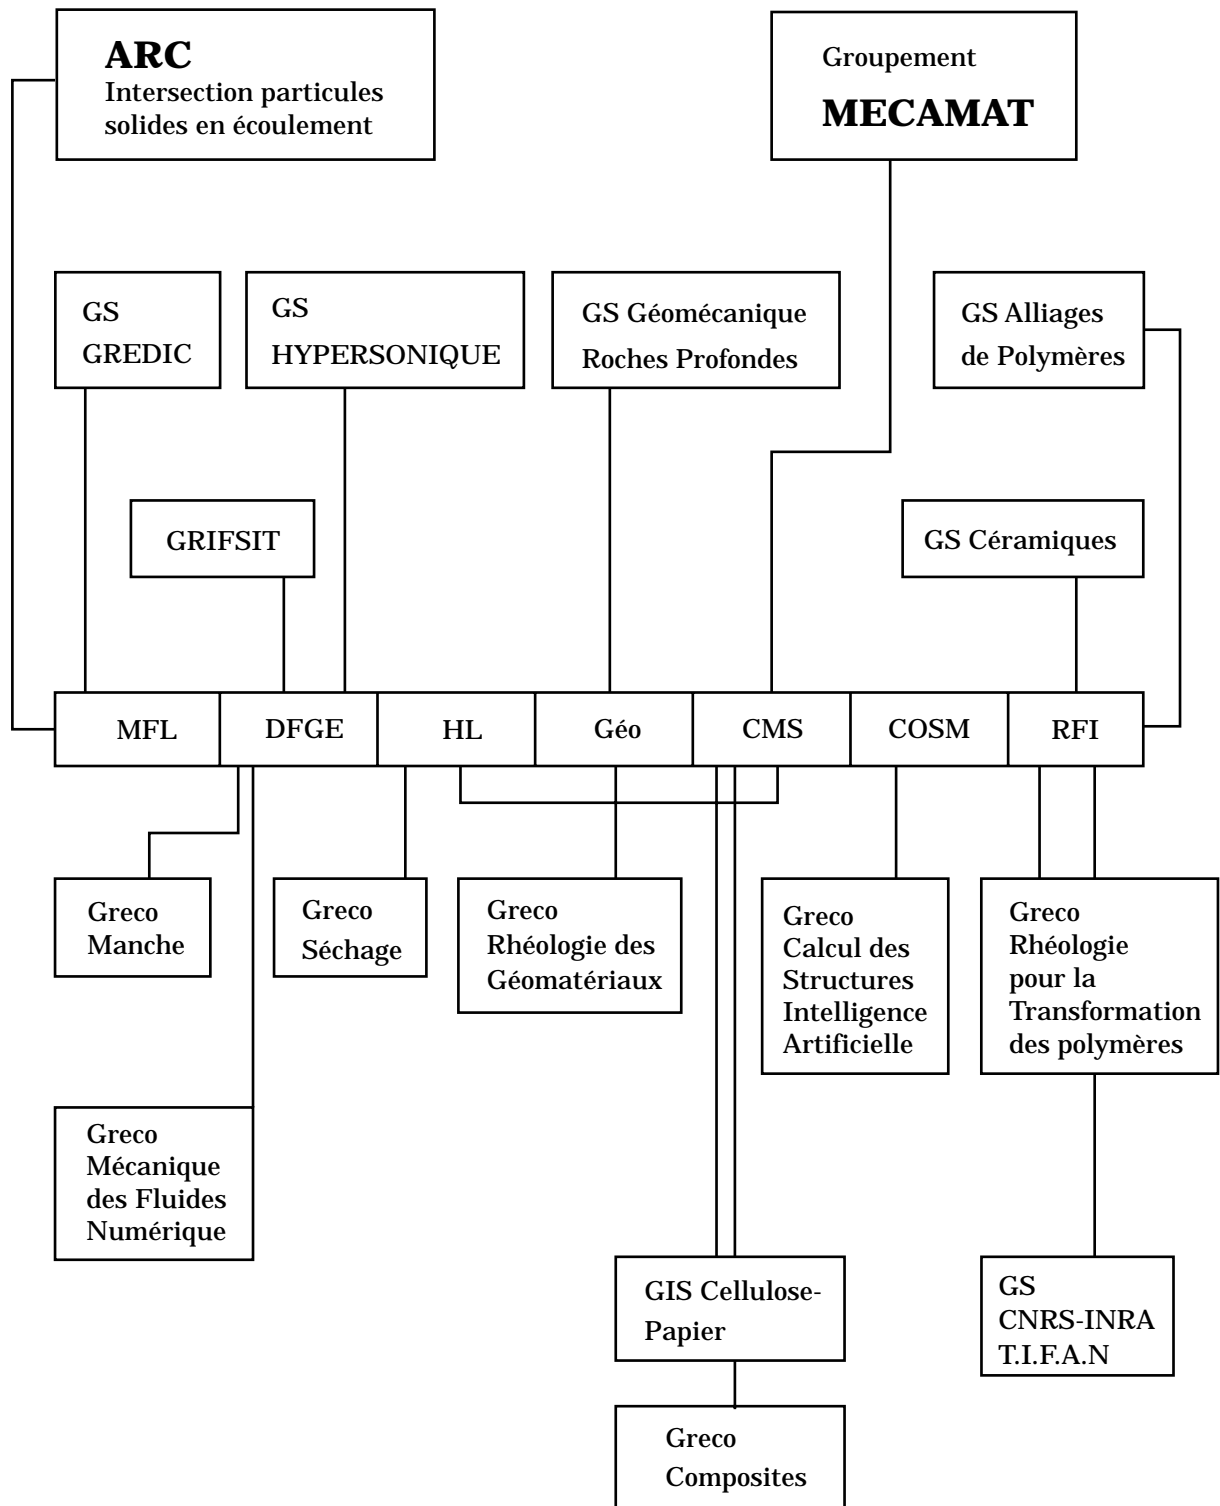 ARC
Intersection particules
solides en écoulement
Groupement
MECAMAT
GS
GREDIC
GS
HYPERSONIQUE
GS Géomécanique
Roches Profondes
GS Alliages
de Polymères
GRIFSIT
GS Céramiques
MFL
DFGE
HL
Géo
CMS
COSM
RFI
Greco
Manche
Greco
Séchage
Greco
Rhéologie des
Géomatériaux
Greco
Calcul des
Structures
Intelligence
Artificielle
Greco
Rhéologie
pour la
Transformation
des polymères
Greco
Mécanique
des Fluides
Numérique
GIS Cellulose-
Papier
GS
CNRS-INRA
T.I.F.A.N
Greco
Composites